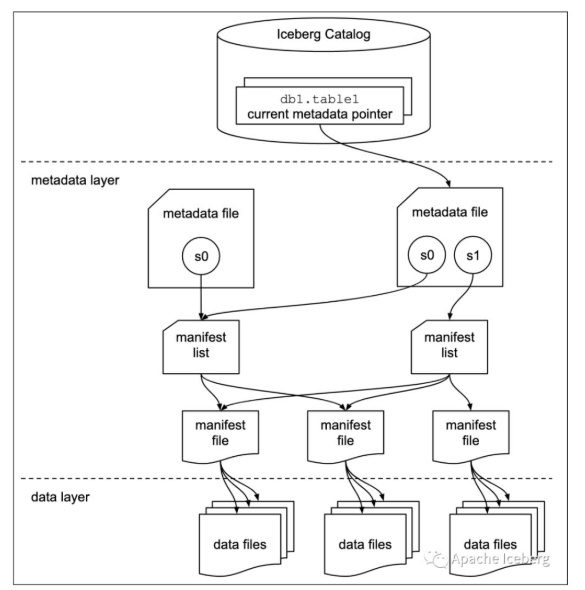 Iceberg Catalog
db1.table1
current metadata pointer
metadata layer
metadata file
s0
metadata file
s0
s1
manifest
list
manifest
list
manifest
file
manifest
file
manifest
file
data layer
data files
data files
data files
Apache Iceberg